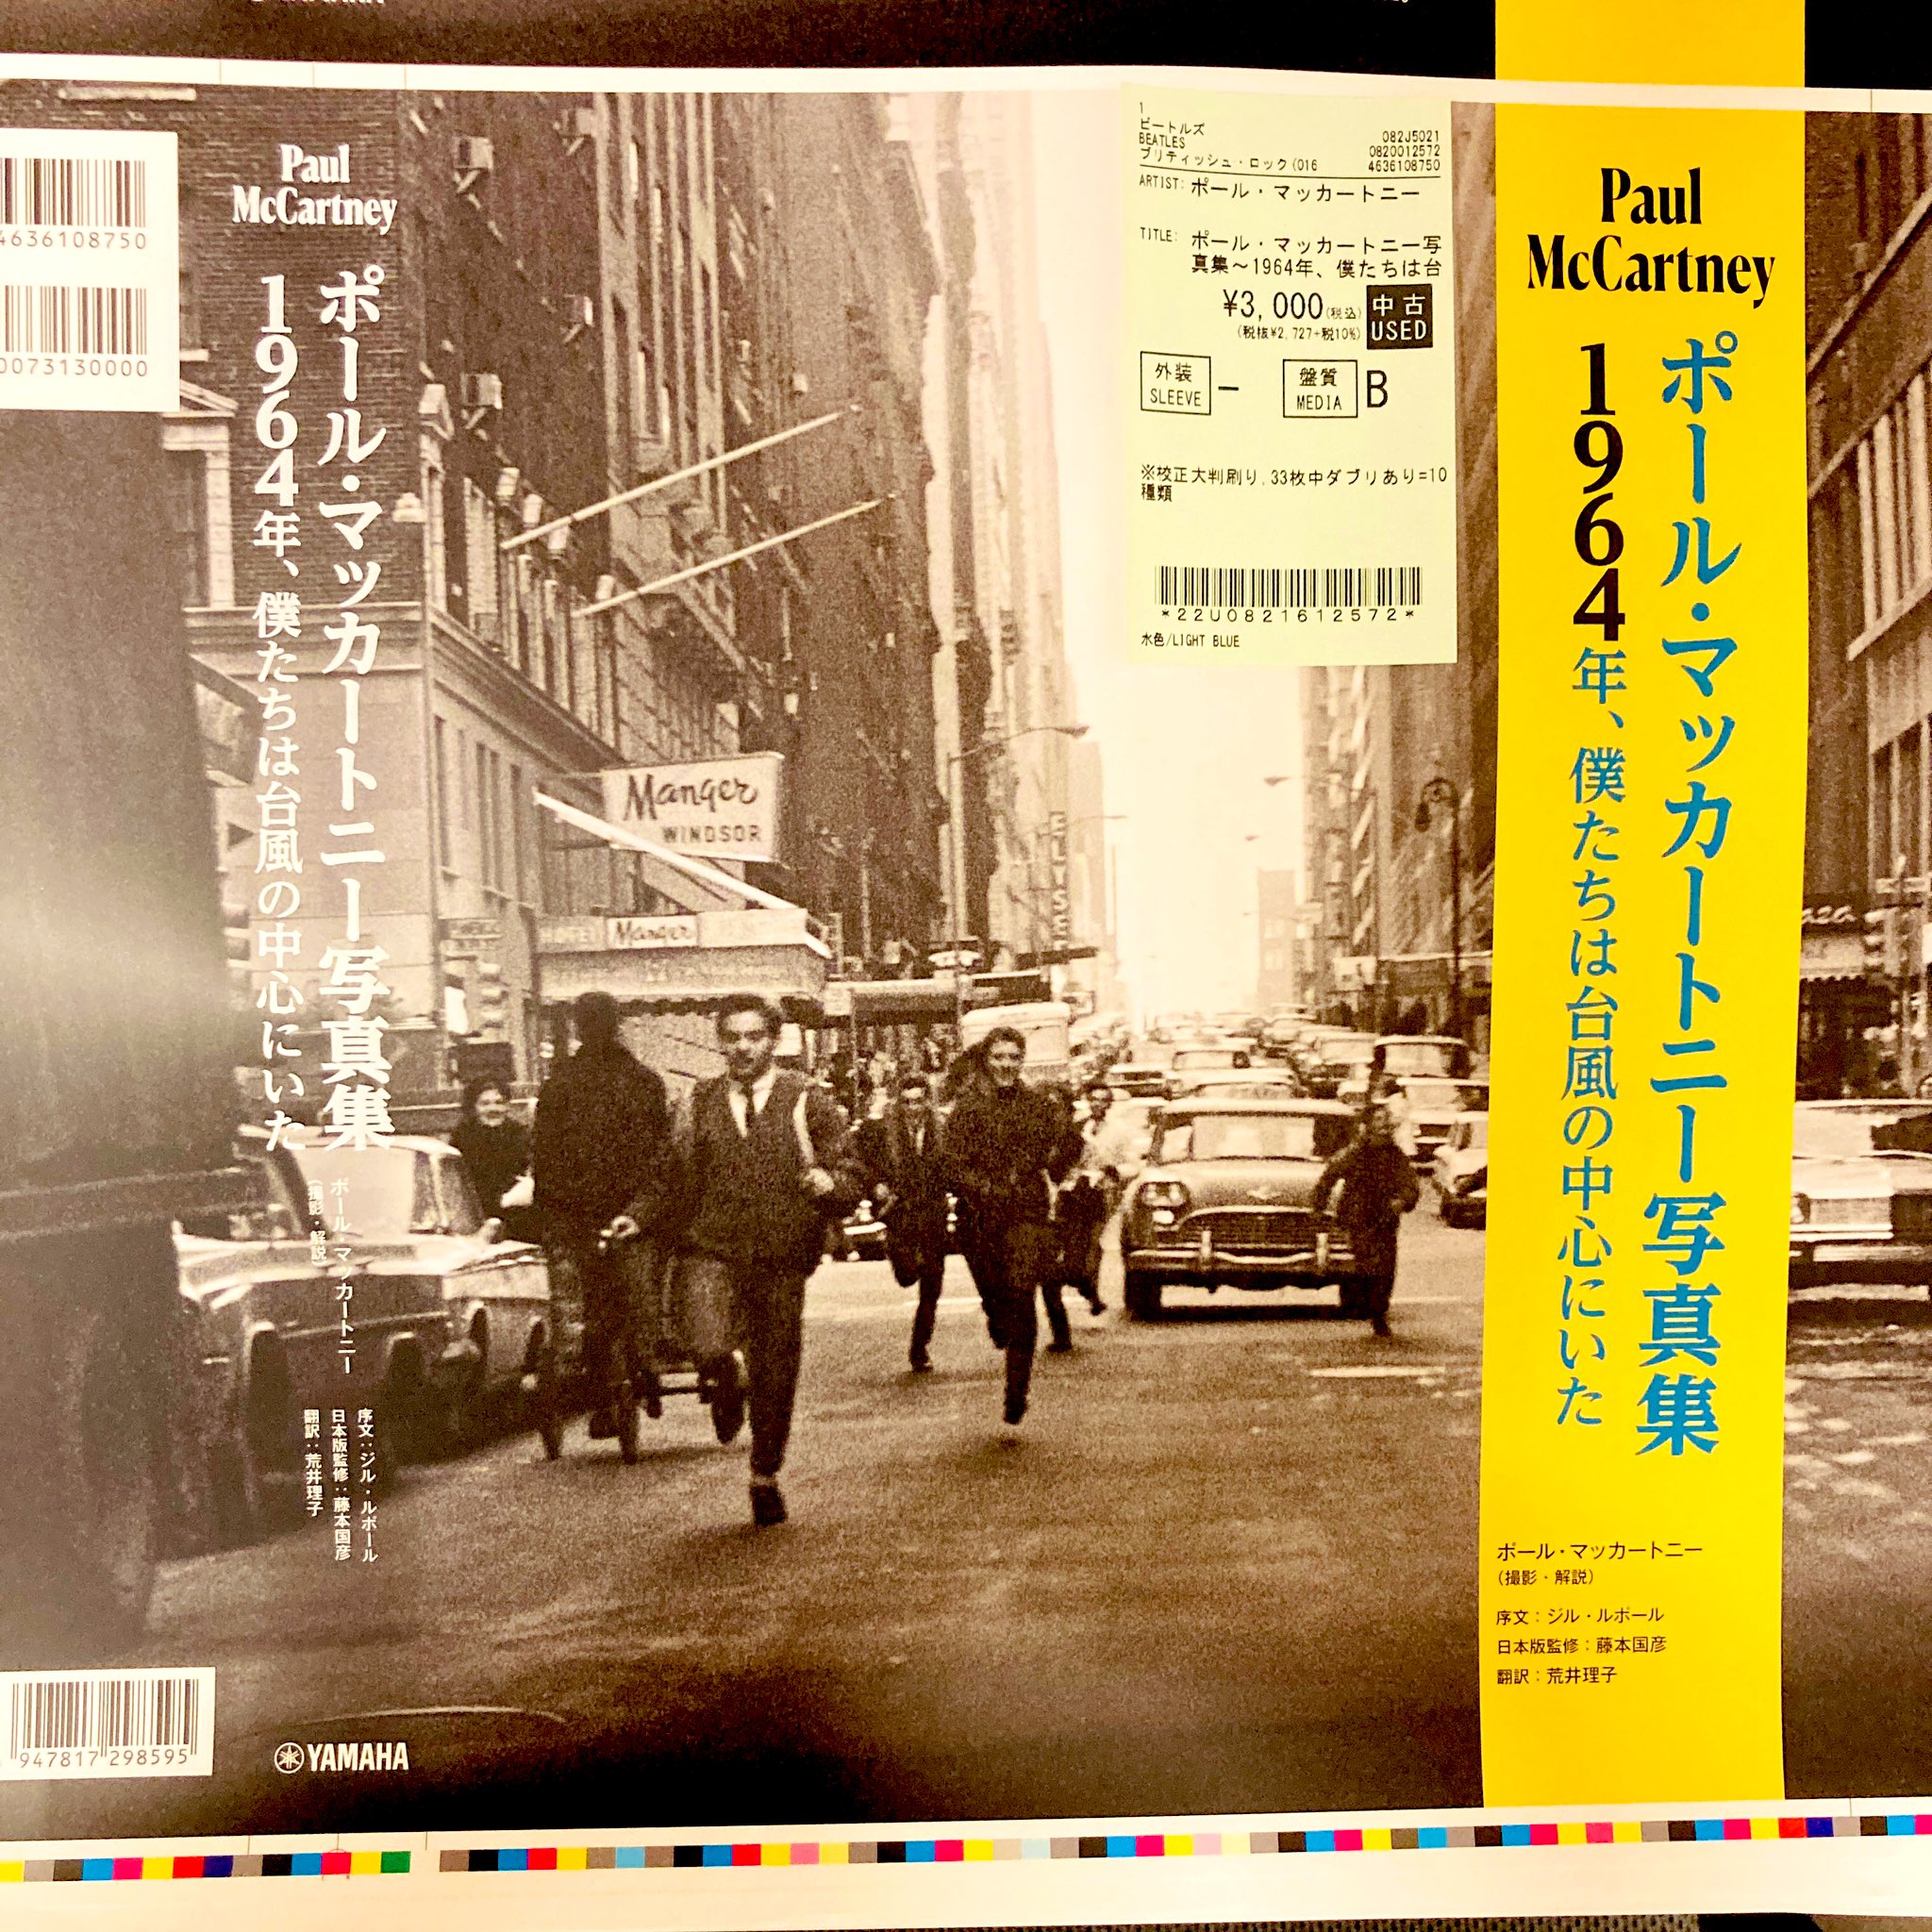 4636108750
0073130000
Paul
McCartney
ポール・マッカートニー写真集
1964年、僕たちは台風の中心にいた
ポール・マッカートニー
(撮影・解説)
序文:ジル・ルポール
日本版監修:藤本国彦
翻訳:荒井理子
947817 298595
YAMAHA
Manger
WINDSOR
HOTEL
Manger
1
ビートルズ
BEATLES
ブリティッシュ・ロック(016
082J5021
0820012572
4636108750
ARTIST: ポール・マッカートニー
TITLE: ポール・マッカートニー写
真集~1964年、僕たちは台
¥3,000(税込)
(税抜¥2,727+税10%)
中古
USED
外装
SLEEVE
-
盤質
MEDIA
B
※校正大判刷り,33枚中ダブリあり=10
種類
*22U0821612572*
水色/LIGHT BLUE
Paul
McCartney
ポール・マッカートニー写真集
1964年、僕たちは台風の中心にいた
ポール・マッカートニー
(撮影・解説)
序文:ジル・ルポール
日本版監修:藤本国彦
翻訳:荒井理子